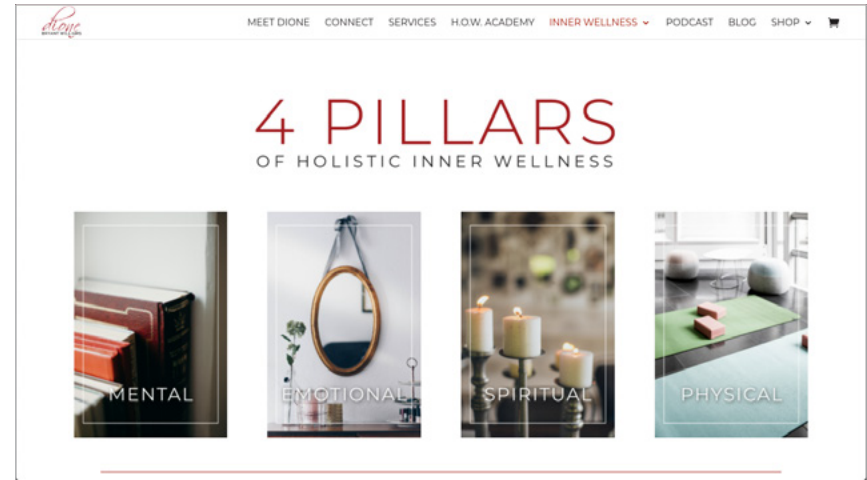 dione
MEET DIONE CONNECT SERVICES H.O.W. ACADEMY INNER WELLNESS PODCAST BLOG SHOP
4 PILLARS
OF HOLISTIC INNER WELLNESS
MENTAL
EMOTIONAL
SPIRITUAL
PHYSICAL